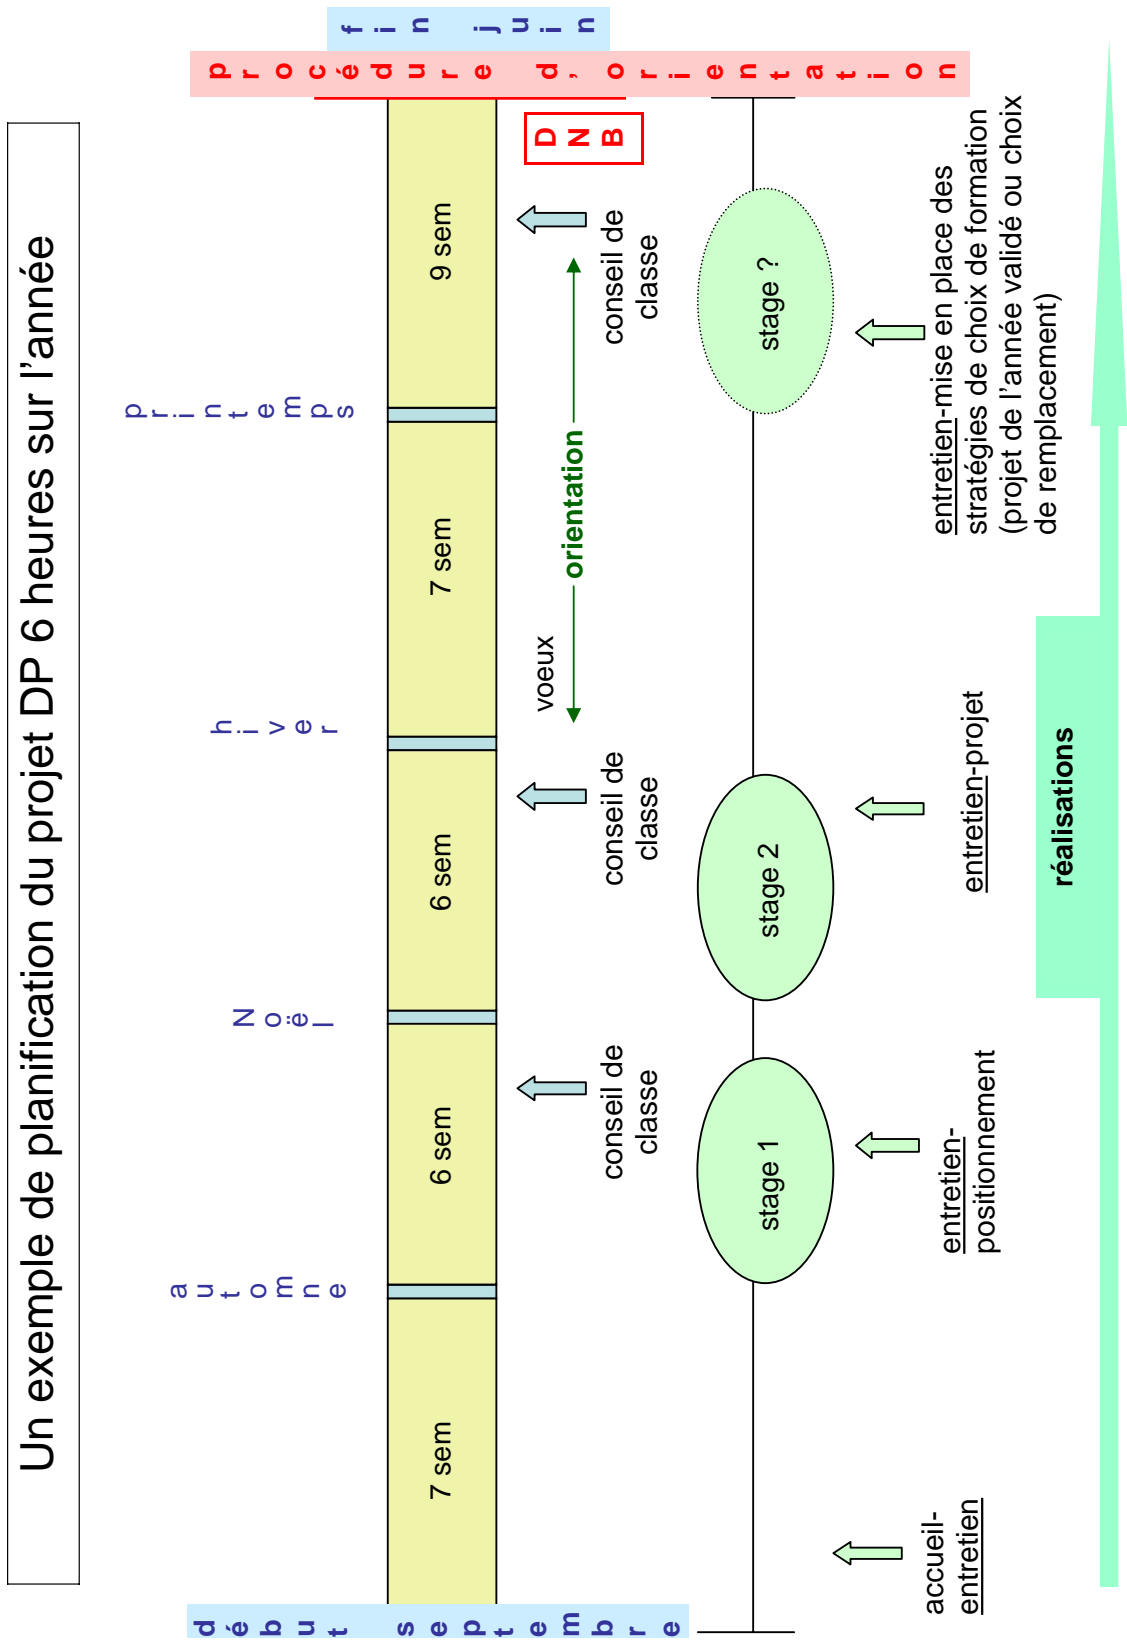 Un exemple de planification du projet DP 6 heures sur l'année
automne
Noël
hiver
printemps
début septembre
7 sem
6 sem
6 sem
7 sem
9 sem
fin juin
procédure d'orientation
voeux
orientation
DNB
conseil de
classe
conseil de
classe
conseil de
classe
stage 1
stage 2
stage ?
accueil-
entretien
entretien-
positionnement
entretien-projet
entretien-mise en place des
stratégies de choix de formation
(projet de l'année validé ou choix
de remplacement)
réalisations